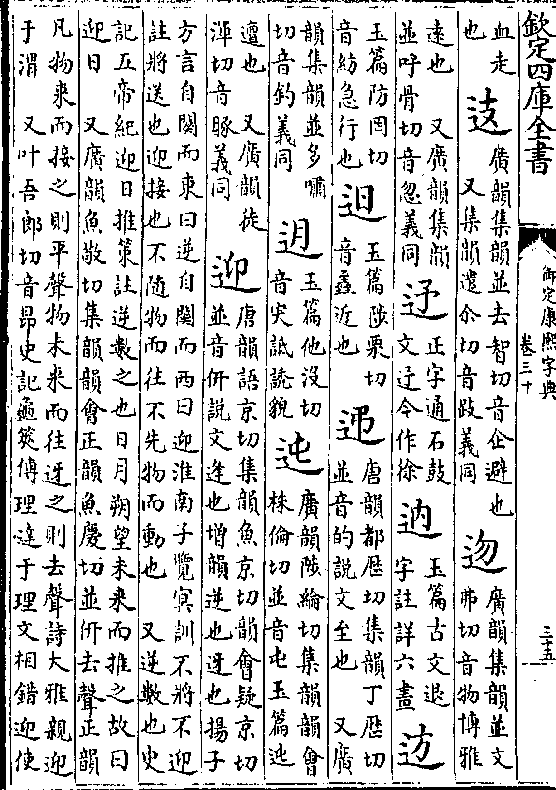 欽定四庫全書
御定康熙字典
卷三十
三十五
血走
也
䢋
廣韻集韻並去智切音企避也
又集韻遣尒切音跂義同
迵
廣韻集韻並文
弗切音物博雅
遠也 又廣韻集韻
並呼骨切音忽義同
迃
正字通石鼓
文迂今作徐
𨒌
玉篇古文退
字註詳六畫
䢍
玉篇防罔切
音紡急行也
𨒂
玉篇陟栗切
音驫近也
𨑩
唐韻都歷切集韻丁歷切
並音的說文至也 又廣
韻集韻並多嘯
切音釣義同
𨑤
玉篇他沒切
音宊詆詵貌
迍
廣韻陟綸切集韻韻會
株倫切並音屯玉篇迆
邅也 又廣韻徒
渾切音豚義同
迎
唐韻語京切集韻魚京切韻會疑京切
並音𠉲說文逢也增韻逆也迓也揚子
方言自關而東曰逆自關而西曰迎淮南子覽冥訓不將不迎
註將送也迎接也不隨物而往不先物而動也 又逆數也史
記五帝紀迎日推策註逆數之也日月朔望未來而推之故曰
迎日 又廣韻魚敬切集韻韻會正韻魚慶切並𠉲去聲正韻
凡物來而接之則平聲物未來而往迓之則去聲詩大雅親迎
于渭 又叶吾郎切音昂史記龜筴傳理達于理文相錯迎使